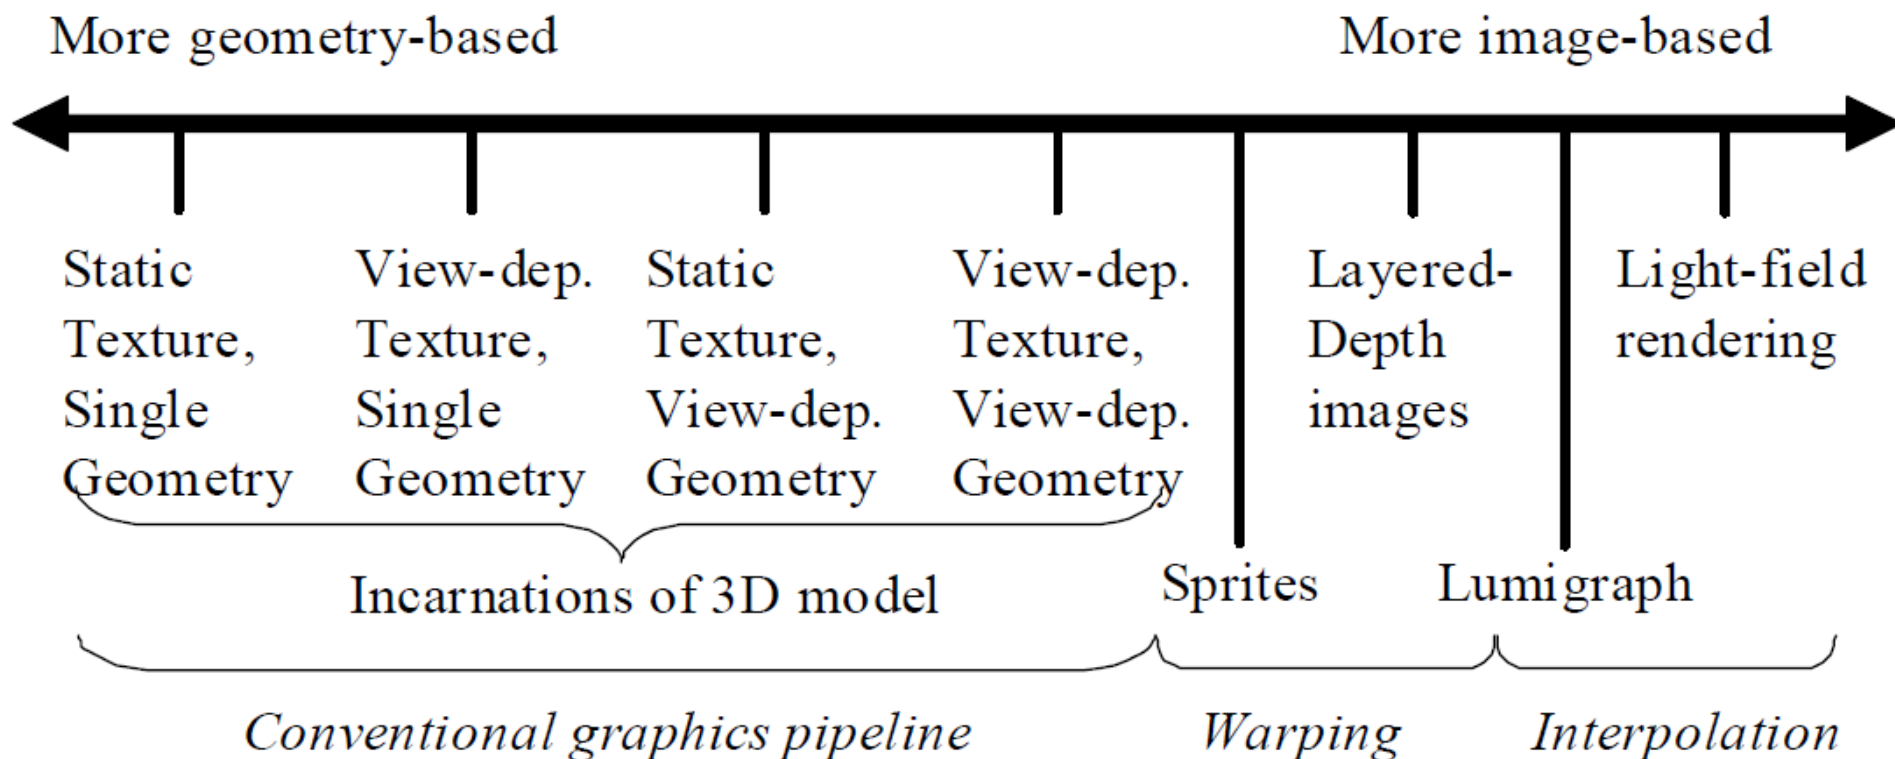 More geometry-based
More image-based
Static
Texture,
Single
Geometry
View-dep.
Texture,
Single
Geometry
Static
Texture,
View-dep.
Geometry
View-dep.
Texture,
View-dep.
Geometry
Layered-
Depth
images
Light-field
rendering
Incarnations of 3D model
Sprites
Lumigraph
Conventional graphics pipeline
Warping
Interpolation